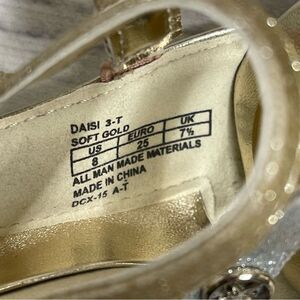 DAISI 3-T
SOFT GOLD
US EURO UK
8 25 7½
ALL MAN MADE MATERIALS
MADE IN CHINA
DCX-15 A-T